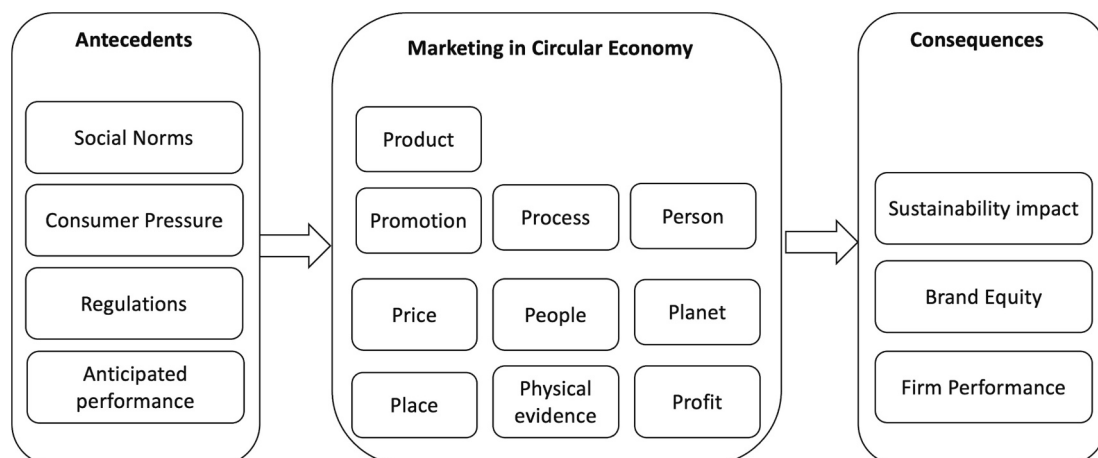 Antecedents
Social Norms
Consumer Pressure
Regulations
Anticipated
performance
Marketing in Circular Economy
Product
Promotion
Process
Person
Price
People
Planet
Place
Physical
evidence
Profit
Consequences
Sustainability impact
Brand Equity
Firm Performance